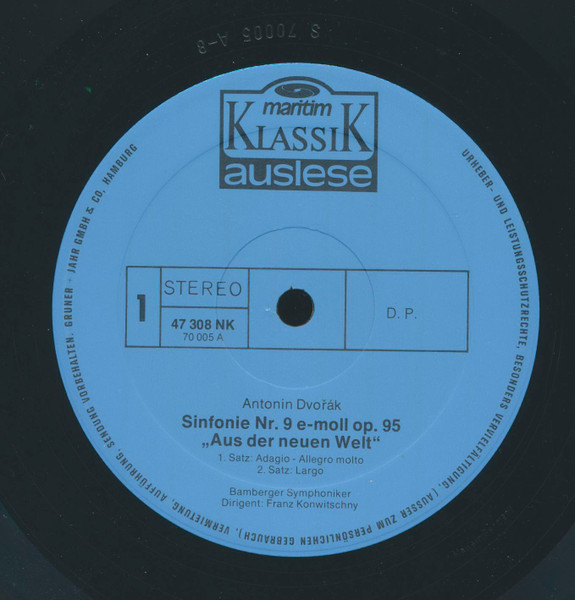 S 70005 A-8
maritim
KLASSIK
auslese
1
STEREO
47 308 NK
70 005 A
D. P.
Antonin Dvořák
Sinfonie Nr. 9 e-moll op. 95
„Aus der neuen Welt“
1. Satz: Adagio - Allegro molto
2. Satz: Largo
Bamberger Symphoniker
Dirigent: Franz Konwitschny
URHEBER- UND LEISTUNGSSCHUTZRECHTE, BESONDERS VERVIELFÄLTIGUNG, (AUSSER ZUM PERSÖNLICHEN GEBRAUCH), VERMIETUNG, AUFFÜHRUNG, SENDUNG VORBEHALTEN. GRUNER + JAHR GMBH & CO, HAMBURG